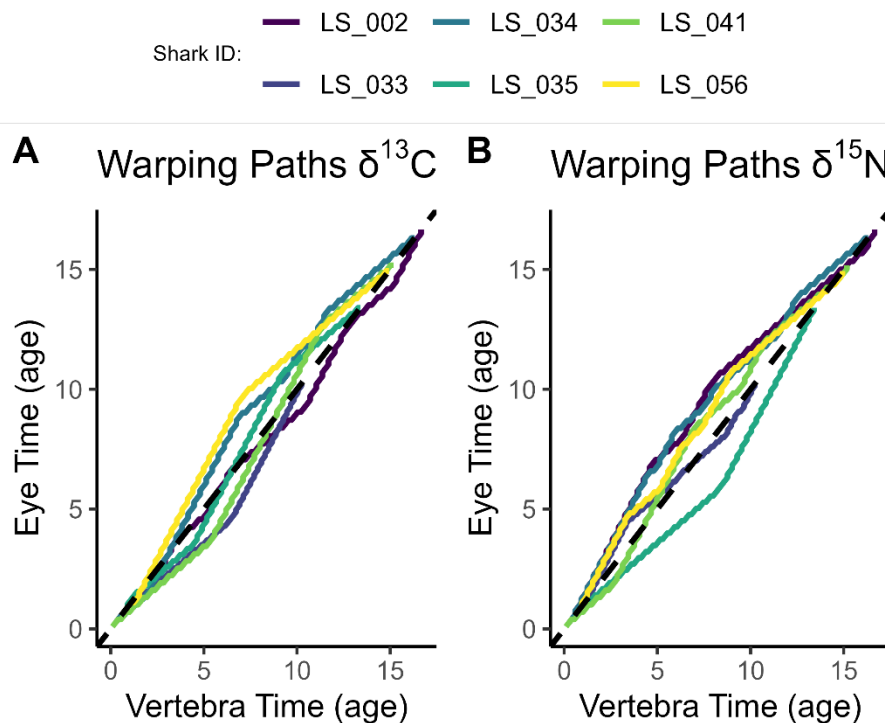 LS_002 LS_034 LS_041
Shark ID:
LS_033 LS_035 LS_056
A Warping Paths δ¹³C
B Warping Paths δ¹⁵N
15
10
5
0
Eye Time (age)
0 5 10 15
Vertebra Time (age)
15
10
5
0
Eye Time (age)
0 5 10 15
Vertebra Time (age)